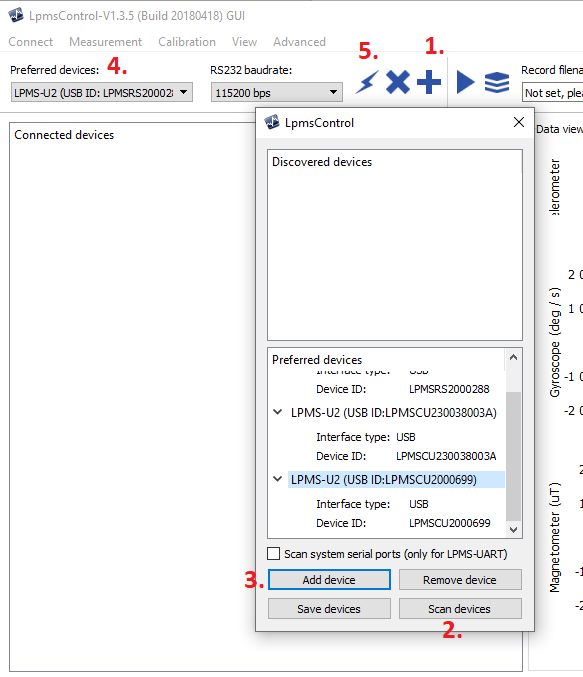 LpmsControl-V1.3.5 (Build 20180418) GUI
Connect Measurement Calibration View Advanced
1.
5.
4.
Preferred devices: RS232 baudrate: Record filena
LPMS-U2 (USB ID: LPMSRS20002 115200 bps Not set, plea
LpmsControl
Connected devices
Data view
Discovered devices
lerometer
Gyroscope (deg / s)
2 0
1 0
-1 0
-2 0
Preferred devices
Interface type: USB
Device ID: LPMSRS2000288
LPMS-U2 (USB ID:LPMSCU230038003A)
Interface type: USB
Device ID: LPMSCU230038003A
LPMS-U2 (USB ID:LPMSCU2000699)
Interface type: USB
Device ID: LPMSCU2000699
Magnetometer (uT)
2
1
-1
-2
Scan system serial ports (only for LPMS-UART)
3.
Add device Remove device
Save devices Scan devices
2.